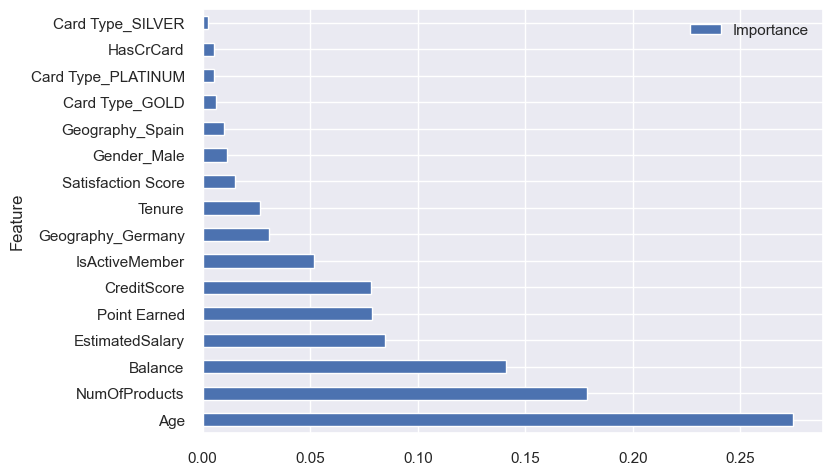 Card Type_SILVER
HasCrCard
Card Type_PLATINUM
Card Type_GOLD
Geography_Spain
Gender_Male
Satisfaction Score
Tenure
Geography_Germany
IsActiveMember
CreditScore
Point Earned
EstimatedSalary
Balance
NumOfProducts
Age
Feature
Importance
0.00 0.05 0.10 0.15 0.20 0.25